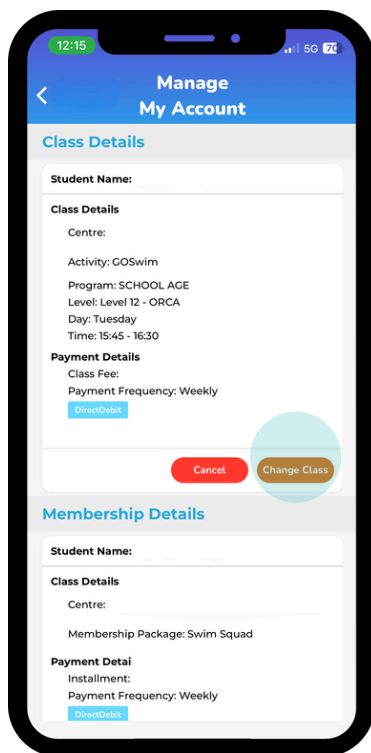 12:15
5G 70
Manage
My Account
Class Details
Student Name:
Class Details
Centre:
Activity: GOSwim
Program: SCHOOL AGE
Level: Level 12 - ORCA
Day: Tuesday
Time: 15:45 - 16:30
Payment Details
Class Fee:
Payment Frequency: Weekly
DirectDebit
Cancel
Change Class
Membership Details
Student Name:
Class Details
Centre:
Membership Package: Swim Squad
Payment Detai
Installment:
Payment Frequency: Weekly
DirectDebit